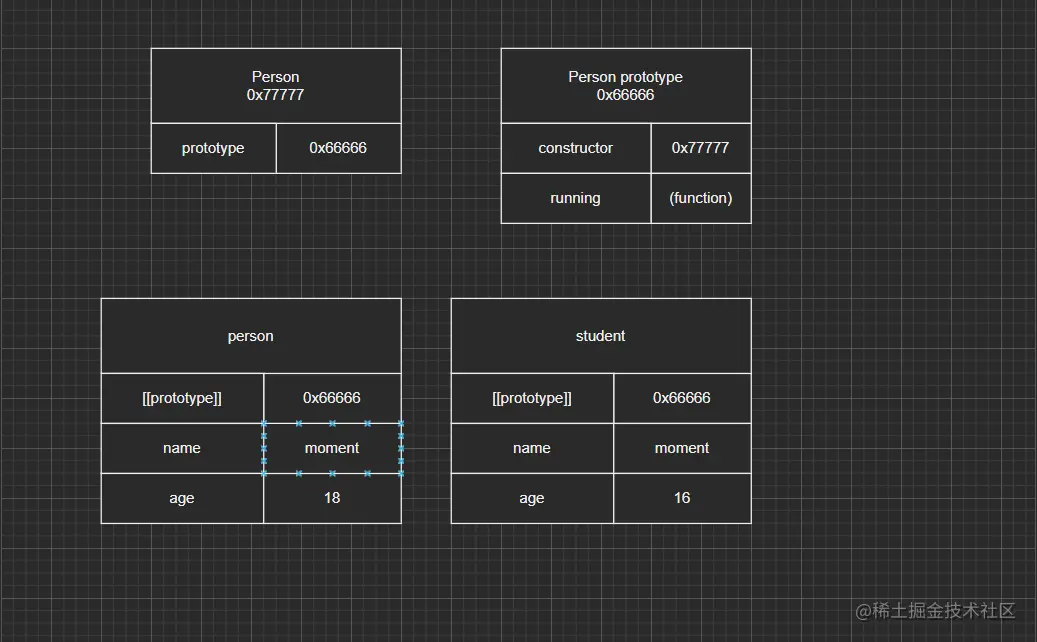 Person
0x77777
prototype 0x66666
Person prototype
0x66666
constructor 0x77777
running (function)
person
[[prototype]] 0x66666
name moment
age 18
student
[[prototype]] 0x66666
name moment
age 16
@稀土掘金技术社区